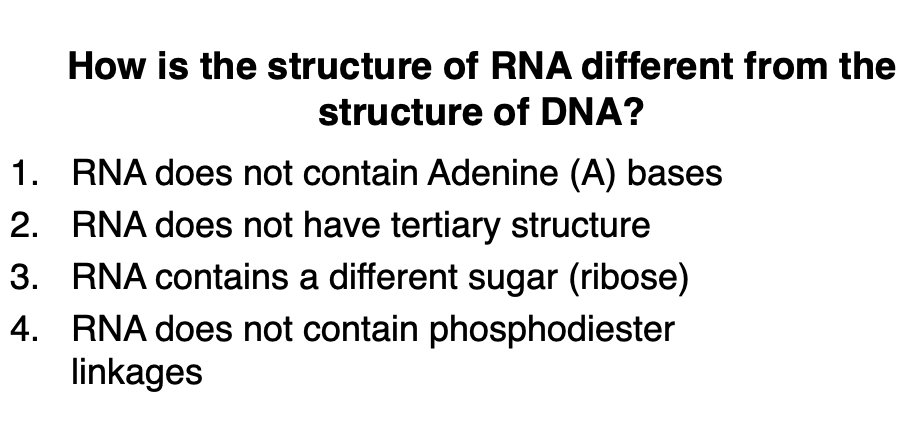 How is the structure of RNA different from the
structure of DNA?
1. RNA does not contain Adenine (A) bases
2. RNA does not have tertiary structure
3. RNA contains a different sugar (ribose)
4. RNA does not contain phosphodiester
linkages